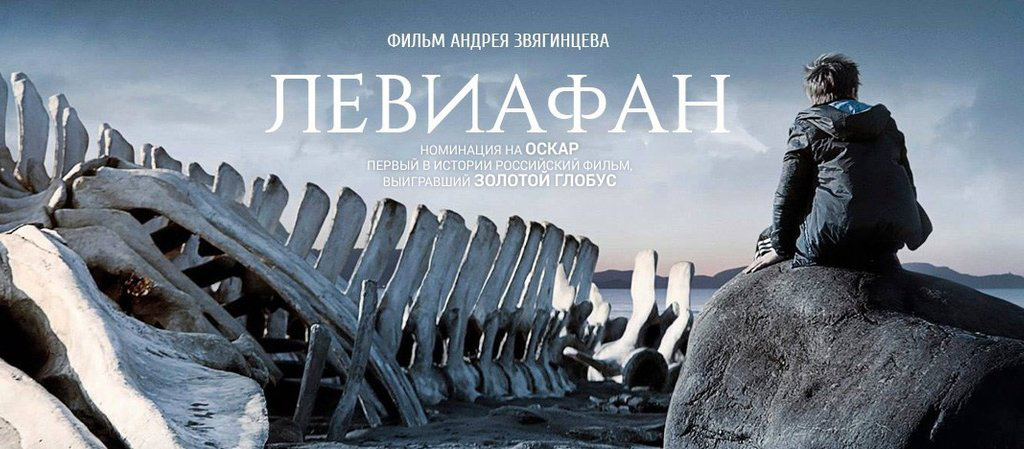 ФИЛЬМ АНДРЕЯ ЗВЯГИНЦЕВА
ЛЕВИАФАН
НОМИНАЦИЯ НА ОСКАР
ПЕРВЫЙ В ИСТОРИИ РОССИЙСКИЙ ФИЛЬМ,
ВЫИГРАВШИЙ ЗОЛОТОЙ ГЛОБУС